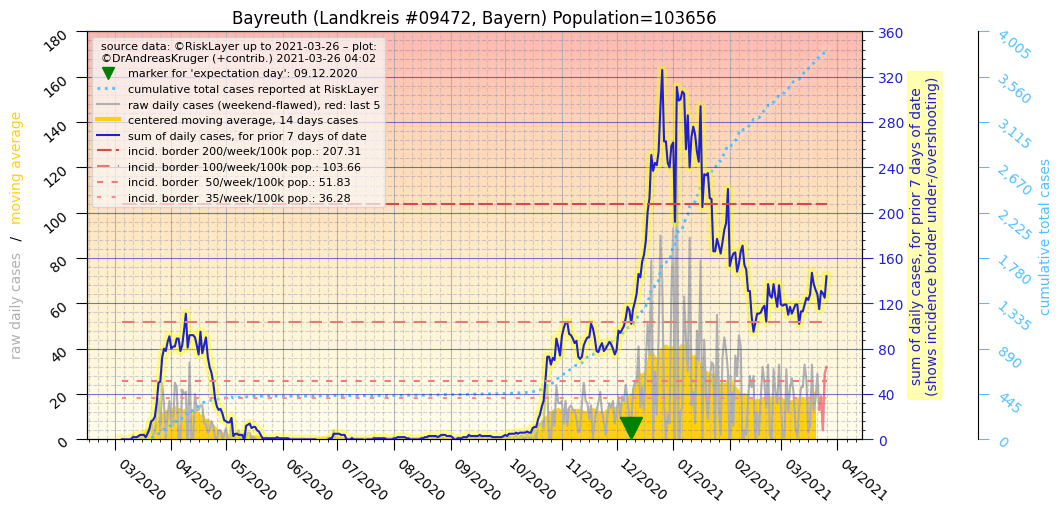 Bayreuth (Landkreis #09472, Bayern) Population=103656
source data: ©RiskLayer up to 2021-03-26 – plot:
©DrAndreasKruger (+contrib.) 2021-03-26 04:02
marker for 'expectation day': 09.12.2020
cumulative total cases reported at RiskLayer
raw daily cases (weekend-flawed), red: last 5
centered moving average, 14 days cases
sum of daily cases, for prior 7 days of date
incid. border 200/week/100k pop.: 207.31
incid. border 100/week/100k pop.: 103.66
incid. border  50/week/100k pop.: 51.83
incid. border  35/week/100k pop.: 36.28
raw daily cases / moving average
180
160
140
120
100
80
60
40
20
0
03/2020
04/2020
05/2020
06/2020
07/2020
08/2020
09/2020
10/2020
11/2020
12/2020
01/2021
02/2021
03/2021
04/2021
360
320
280
240
200
160
120
80
40
0
sum of daily cases, for prior 7 days of date
(shows incidence border under-/overshooting)
4,005
3,560
3,115
2,670
2,225
1,780
1,335
890
445
0
cumulative total cases